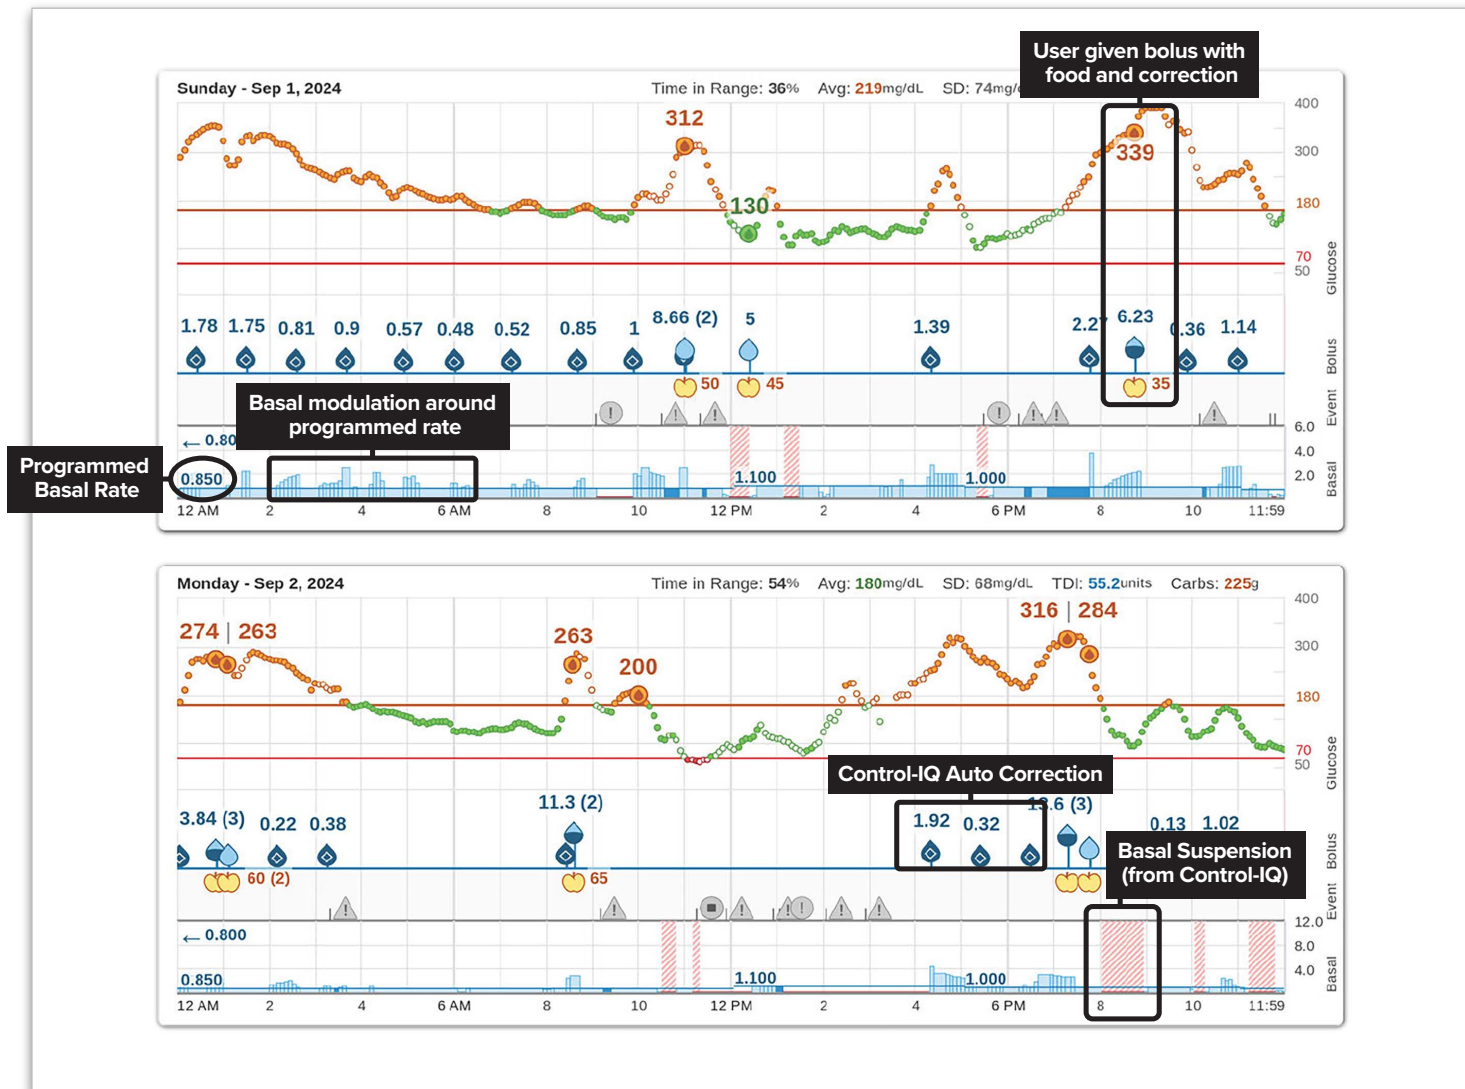 User given bolus with
food and correction
Sunday - Sep 1, 2024 Time in Range: 36% Avg: 219mg/dL SD: 74mg/
400
312
300
339
130
180
70
50
Glucose
1.78 1.75 0.81 0.9 0.57 0.48 0.52 0.85 1 8.66 (2) 5 1.39 2.27 6.23 0.36 1.14
Bolus
50 45 35
Event
! ! ! ! ! ! !
Basal modulation around
programmed rate
Programmed
Basal Rate
← 0.80
6.0
4.0
2.0
0.850 1.100 1.000
Basal
12 AM 2 4 6 AM 8 10 12 PM 2 4 6 PM 8 10 11:59
Monday - Sep 2, 2024 Time in Range: 54% Avg: 180mg/dL SD: 68mg/dL TDI: 55.2units Carbs: 225g
400
316 | 284
274 | 263 263
300
200
180
70
50
Glucose
Control-IQ Auto Correction
11.3 (2) 13.6 (3)
3.84 (3) 0.22 0.38 1.92 0.32 0.13 1.02
Bolus
Basal Suspension
(from Control-IQ)
60 (2) 65
Event
! ! ! ! ! ! !
← 0.800
12.0
8.0
4.0
0.850 1.100 1.000
Basal
12 AM 2 4 6 AM 8 10 12 PM 2 4 6 PM 8 10 11:59